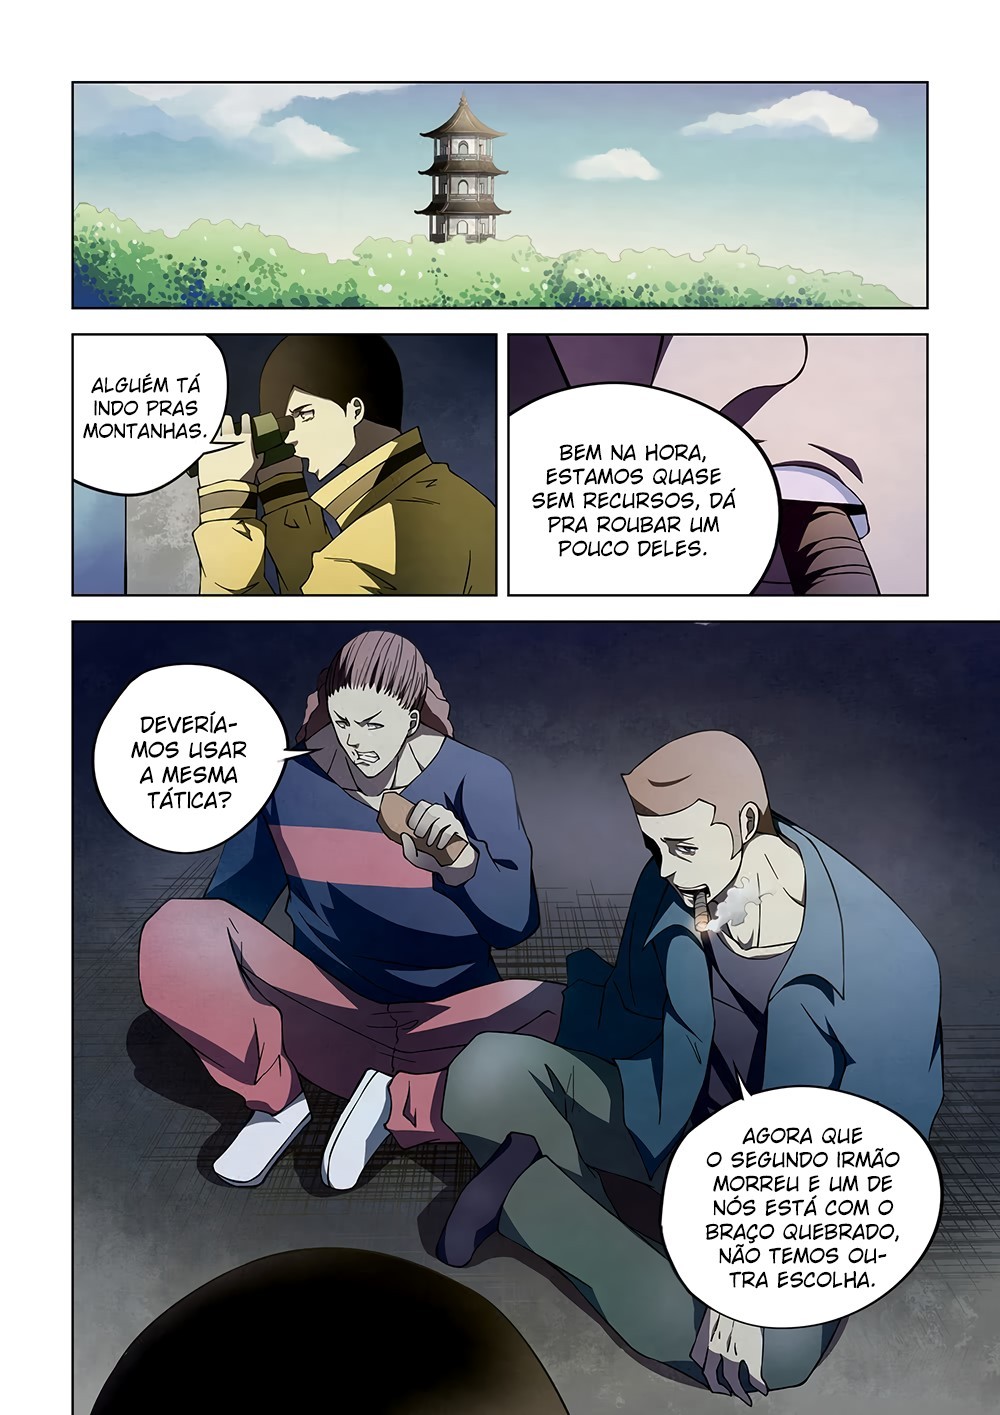 ALGUÉM TÁ
INDO PRAS
MONTANHAS.
BEM NA HORA,
ESTAMOS QUASE
SEM RECURSOS, DÁ
PRA ROUBAR UM
POUCO DELES.
DEVERÍA-
MOS USAR
A MESMA
TÁTICA?
AGORA QUE
O SEGUNDO IRMÃO
MORREU E UM DE
NÓS ESTÁ COM O
BRAÇO QUEBRADO,
NÃO TEMOS OU-
TRA ESCOLHA.